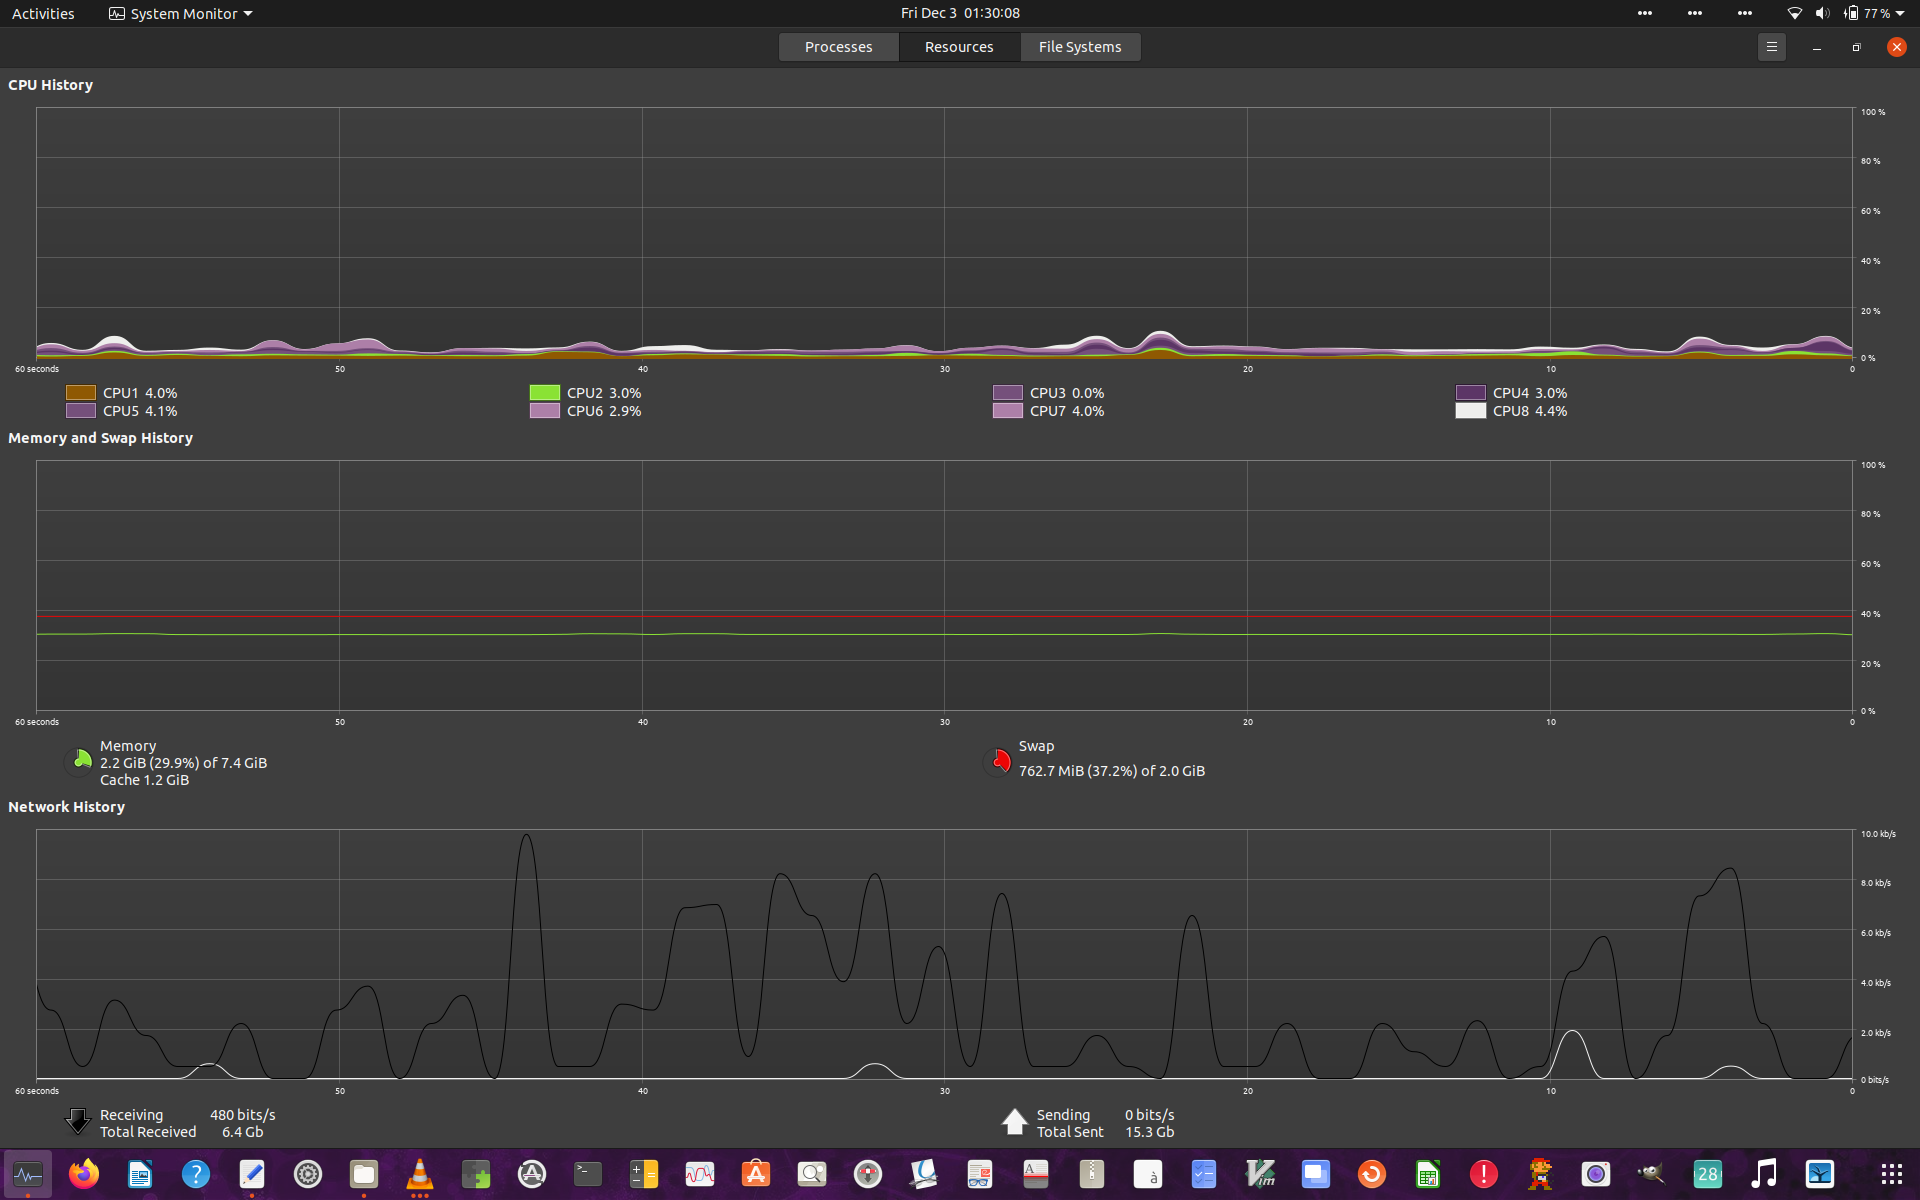 Activities System Monitor Fri Dec 3 01:30:08 77 %
Processes Resources File Systems
CPU History
100 %
80 %
60 %
40 %
20 %
0 %
60 seconds 50 40 30 20 10 0
CPU1 4.0% CPU2 3.0% CPU3 0.0% CPU4 3.0%
CPU5 4.1% CPU6 2.9% CPU7 4.0% CPU8 4.4%
Memory and Swap History
100 %
80 %
60 %
40 %
20 %
0 %
60 seconds 50 40 30 20 10 0
Memory Swap
2.2 GiB (29.9%) of 7.4 GiB 762.7 MiB (37.2%) of 2.0 GiB
Cache 1.2 GiB
Network History
10.0 kb/s
8.0 kb/s
6.0 kb/s
4.0 kb/s
2.0 kb/s
0 bits/s
60 seconds 50 40 30 20 10 0
Receiving 480 bits/s Sending 0 bits/s
Total Received 6.4 Gb Total Sent 15.3 Gb
? >_ A à Vim ! 28